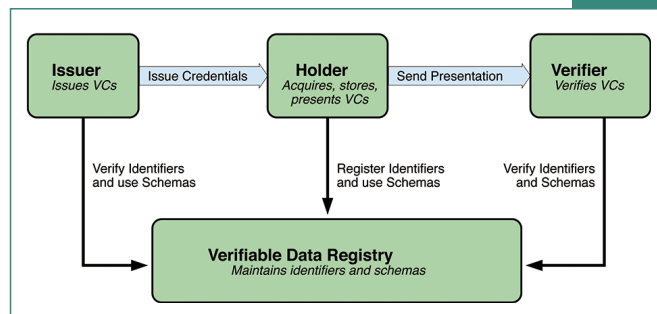 Issuer
Issues VCs
Issue Credentials
Holder
Acquires, stores,
presents VCs
Send Presentation
Verifier
Verifies VCs
Verify Identifiers
and use Schemas
Register Identifiers
and use Schemas
Verify Identifiers
and Schemas
Verifiable Data Registry
Maintains identifiers and schemas